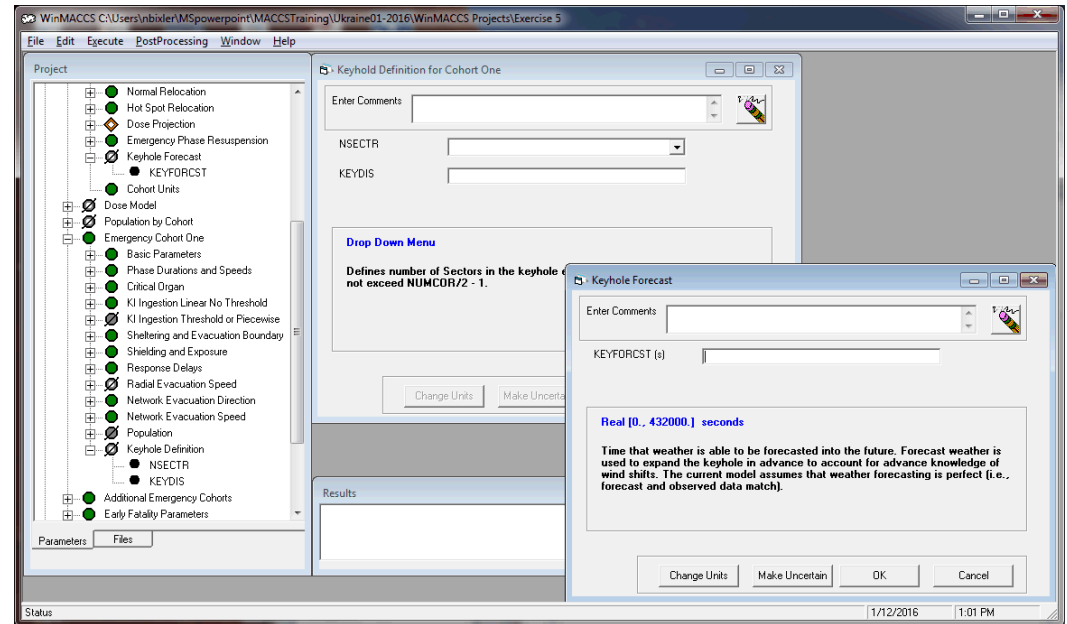 WinMACCS C:\Users\nbixler\MSpowerpoint\MACCSTraining\Ukraine01-2016\WinMACCS Projects\Exercise 5
File Edit Execute PostProcessing Window Help
Project
Normal Relocation
Hot Spot Relocation
Dose Projection
Emergency Phase Resuspension
Keyhole Forecast
KEYFORCST
Cohort Units
Dose Model
Population by Cohort
Emergency Cohort One
Basic Parameters
Phase Durations and Speeds
Critical Organ
KI Ingestion Linear No Threshold
KI Ingestion Threshold or Piecewise
Sheltering and Evacuation Boundary
Shielding and Exposure
Response Delays
Radial Evacuation Speed
Network Evacuation Direction
Network Evacuation Speed
Population
Keyhole Definition
NSECTR
KEYDIS
Additional Emergency Cohorts
Early Fatality Parameters
Parameters Files
Keyhold Definition for Cohort One
Enter Comments
NSECTR
KEYDIS
Drop Down Menu
Defines number of Sectors in the keyhole
not exceed NUMCOR/2 - 1.
Change Units Make Uncerta
Results
Keyhole Forecast
Enter Comments
KEYFORCST (s)
Real [0., 432000.] seconds
Time that weather is able to be forecasted into the future. Forecast weather is
used to expand the keyhole in advance to account for advance knowledge of
wind shifts. The current model assumes that weather forecasting is perfect (i.e.,
forecast and observed data match).
Change Units Make Uncertain OK Cancel
Status 1/12/2016 1:01 PM